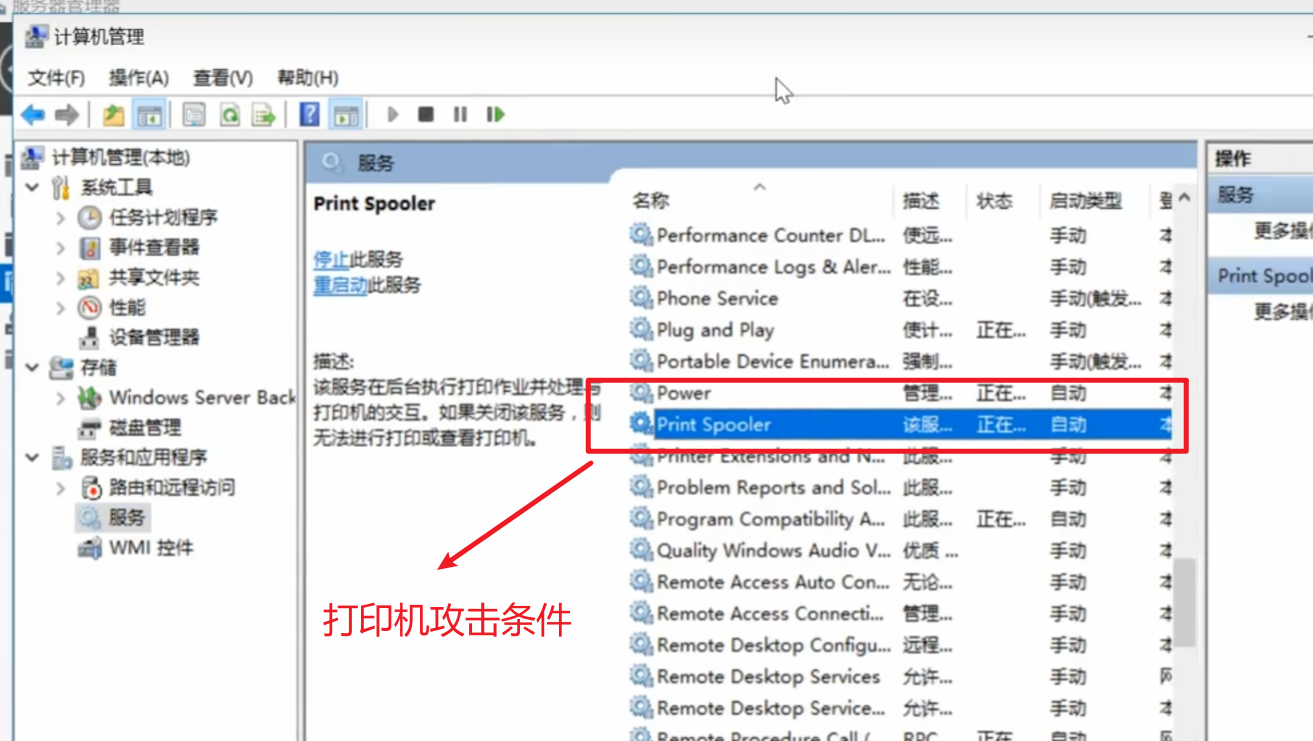 服务器管理器
计算机管理
文件(F) 操作(A) 查看(V) 帮助(H)
计算机管理(本地)
系统工具
任务计划程序
事件查看器
共享文件夹
性能
设备管理器
存储
Windows Server Back
磁盘管理
服务和应用程序
路由和远程访问
服务
WMI 控件
服务
Print Spooler
停止此服务
重启动此服务
描述:
该服务在后台执行打印作业并处理与
打印机的交互。如果关闭该服务，则
无法进行打印或查看打印机。
打印机攻击条件
名称 描述 状态 启动类型 登
Performance Counter DL... 使远... 手动 本
Performance Logs & Aler... 性能... 手动 本
Phone Service 在设... 手动(触发... 本
Plug and Play 使计... 正在... 手动 本
Portable Device Enumera... 强制... 手动(触发... 本
Power 管理... 正在... 自动 本
Print Spooler 该服... 正在... 自动 本
Printer Extensions and N... 此服... 手动 本
Problem Reports and Sol... 此服... 手动 本
Program Compatibility A... 此服... 正在... 自动 本
Quality Windows Audio V... 优质 ... 手动 本
Remote Access Auto Con... 无论... 手动 本
Remote Access Connecti... 管理... 手动 本
Remote Desktop Configu... 远程... 手动 本
Remote Desktop Services 允许... 手动 网
Remote Desktop Service... 允许... 手动 本
Remote Procedure Call ( RPC 正在 自动 网
操作
服务
更多操作
Print Spool
更多操作